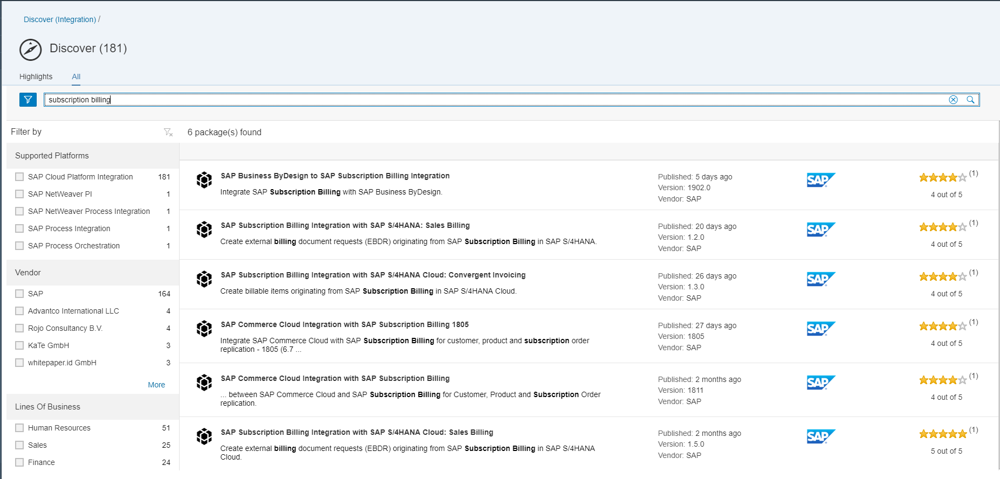 Discover (Integration) /
Discover (181)
Highlights All
subscription billing
Filter by
6 package(s) found
Supported Platforms
SAP Cloud Platform Integration 181
SAP NetWeaver PI 1
SAP NetWeaver Process Integration 1
SAP Process Integration 1
SAP Process Orchestration 1
Vendor
SAP 164
Advantco International LLC 4
Rojo Consultancy B.V. 4
KaTe GmbH 3
whitepaper.id GmbH 3
More
Lines Of Business
Human Resources 51
Sales 25
Finance 24
SAP Business ByDesign to SAP Subscription Billing Integration
Integrate SAP Subscription Billing with SAP Business ByDesign.
Published: 5 days ago
Version: 1902.0
Vendor: SAP
SAP
(1)
4 out of 5
SAP Subscription Billing Integration with SAP S/4HANA: Sales Billing
Create external billing document requests (EBDR) originating from SAP Subscription Billing in SAP S/4HANA.
Published: 20 days ago
Version: 1.2.0
Vendor: SAP
SAP
(1)
4 out of 5
SAP Subscription Billing Integration with SAP S/4HANA Cloud: Convergent Invoicing
Create billable items originating from SAP Subscription Billing in SAP S/4HANA Cloud.
Published: 26 days ago
Version: 1.3.0
Vendor: SAP
SAP
(1)
4 out of 5
SAP Commerce Cloud Integration with SAP Subscription Billing 1805
Integrate SAP Commerce Cloud with SAP Subscription Billing for customer, product and subscription order
replication - 1805 (6.7 ...
Published: 27 days ago
Version: 1805
Vendor: SAP
SAP
(1)
4 out of 5
SAP Commerce Cloud Integration with SAP Subscription Billing
... between SAP Commerce Cloud and SAP Subscription Billing for Customer, Product and Subscription Order
replication.
Published: 2 months ago
Version: 1811
Vendor: SAP
SAP
(1)
4 out of 5
SAP Subscription Billing Integration with SAP S/4HANA Cloud: Sales Billing
Create external billing document requests (EBDR) originating from SAP Subscription Billing in SAP S/4HANA
Cloud.
Published: 2 months ago
Version: 1.5.0
Vendor: SAP
SAP
(1)
5 out of 5